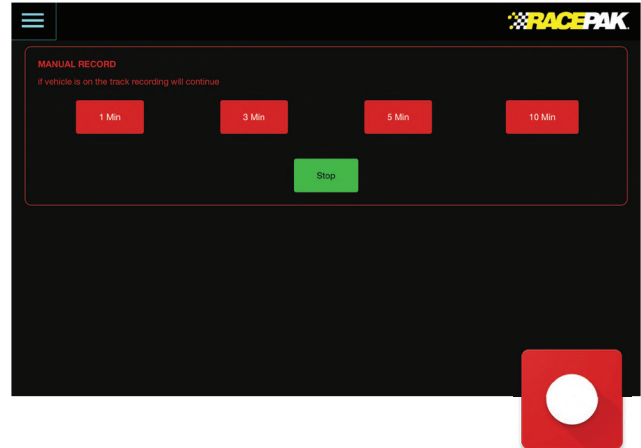 RACEPAK
MANUAL RECORD
if vehicle is on the track recording will continue
1 Min
3 Min
5 Min
10 Min
Stop